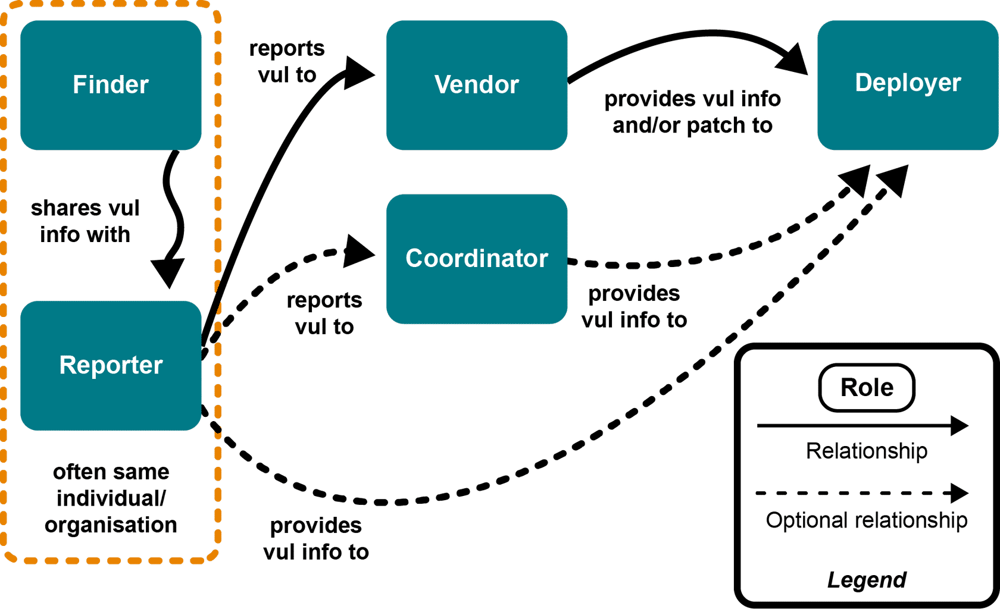 Finder
shares vul
info with
Reporter
often same
individual/
organisation
reports
vul to
Vendor
provides vul info
and/or patch to
Deployer
reports
vul to
Coordinator
provides
vul info to
provides
vul info to
Role
Relationship
Optional relationship
Legend